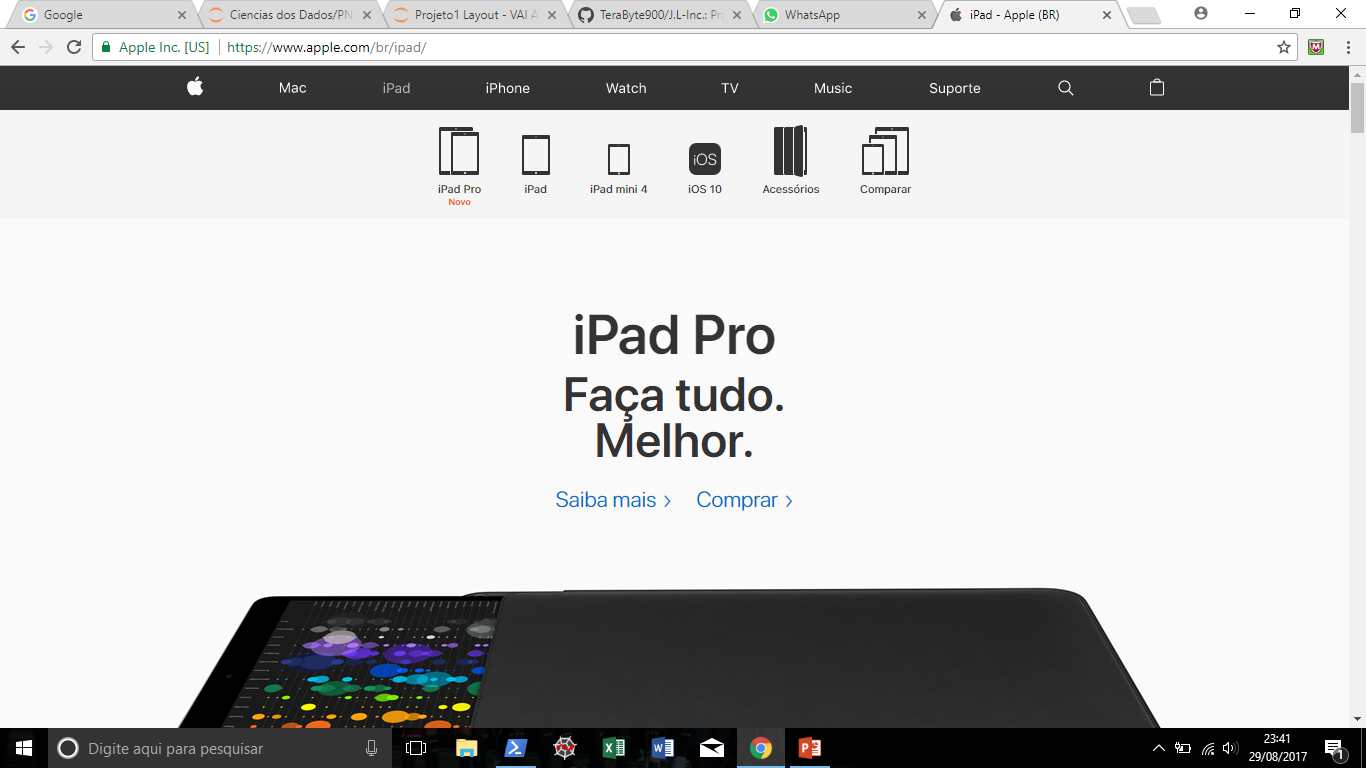 Google
Ciencias dos Dados/PN
Projeto1 Layout - VAI A
TeraByte900/J.L-Inc.: Pr
WhatsApp
iPad - Apple (BR)
Apple Inc. [US]
https://www.apple.com/br/ipad/
Mac
iPad
iPhone
Watch
TV
Music
Suporte
iOS
iPad Pro
Novo
iPad
iPad mini 4
iOS 10
Acessórios
Comparar
iPad Pro
Faça tudo.
Melhor.
Saiba mais
Comprar
Digite aqui para pesquisar
23:41
29/08/2017
1